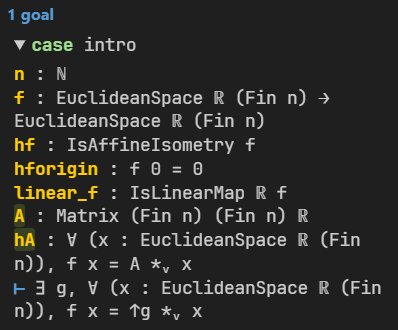 1 goal
▼ case intro
n : ℕ
f : EuclideanSpace ℝ (Fin n) →
EuclideanSpace ℝ (Fin n)
hf : IsAffineIsometry f
hforigin : f 0 = 0
linear_f : IsLinearMap ℝ f
A : Matrix (Fin n) (Fin n) ℝ
hA : ∀ (x : EuclideanSpace ℝ (Fin
n)), f x = A *ᵥ x
⊢ ∃ g, ∀ (x : EuclideanSpace ℝ (Fin
n)), f x = ↑g *ᵥ x